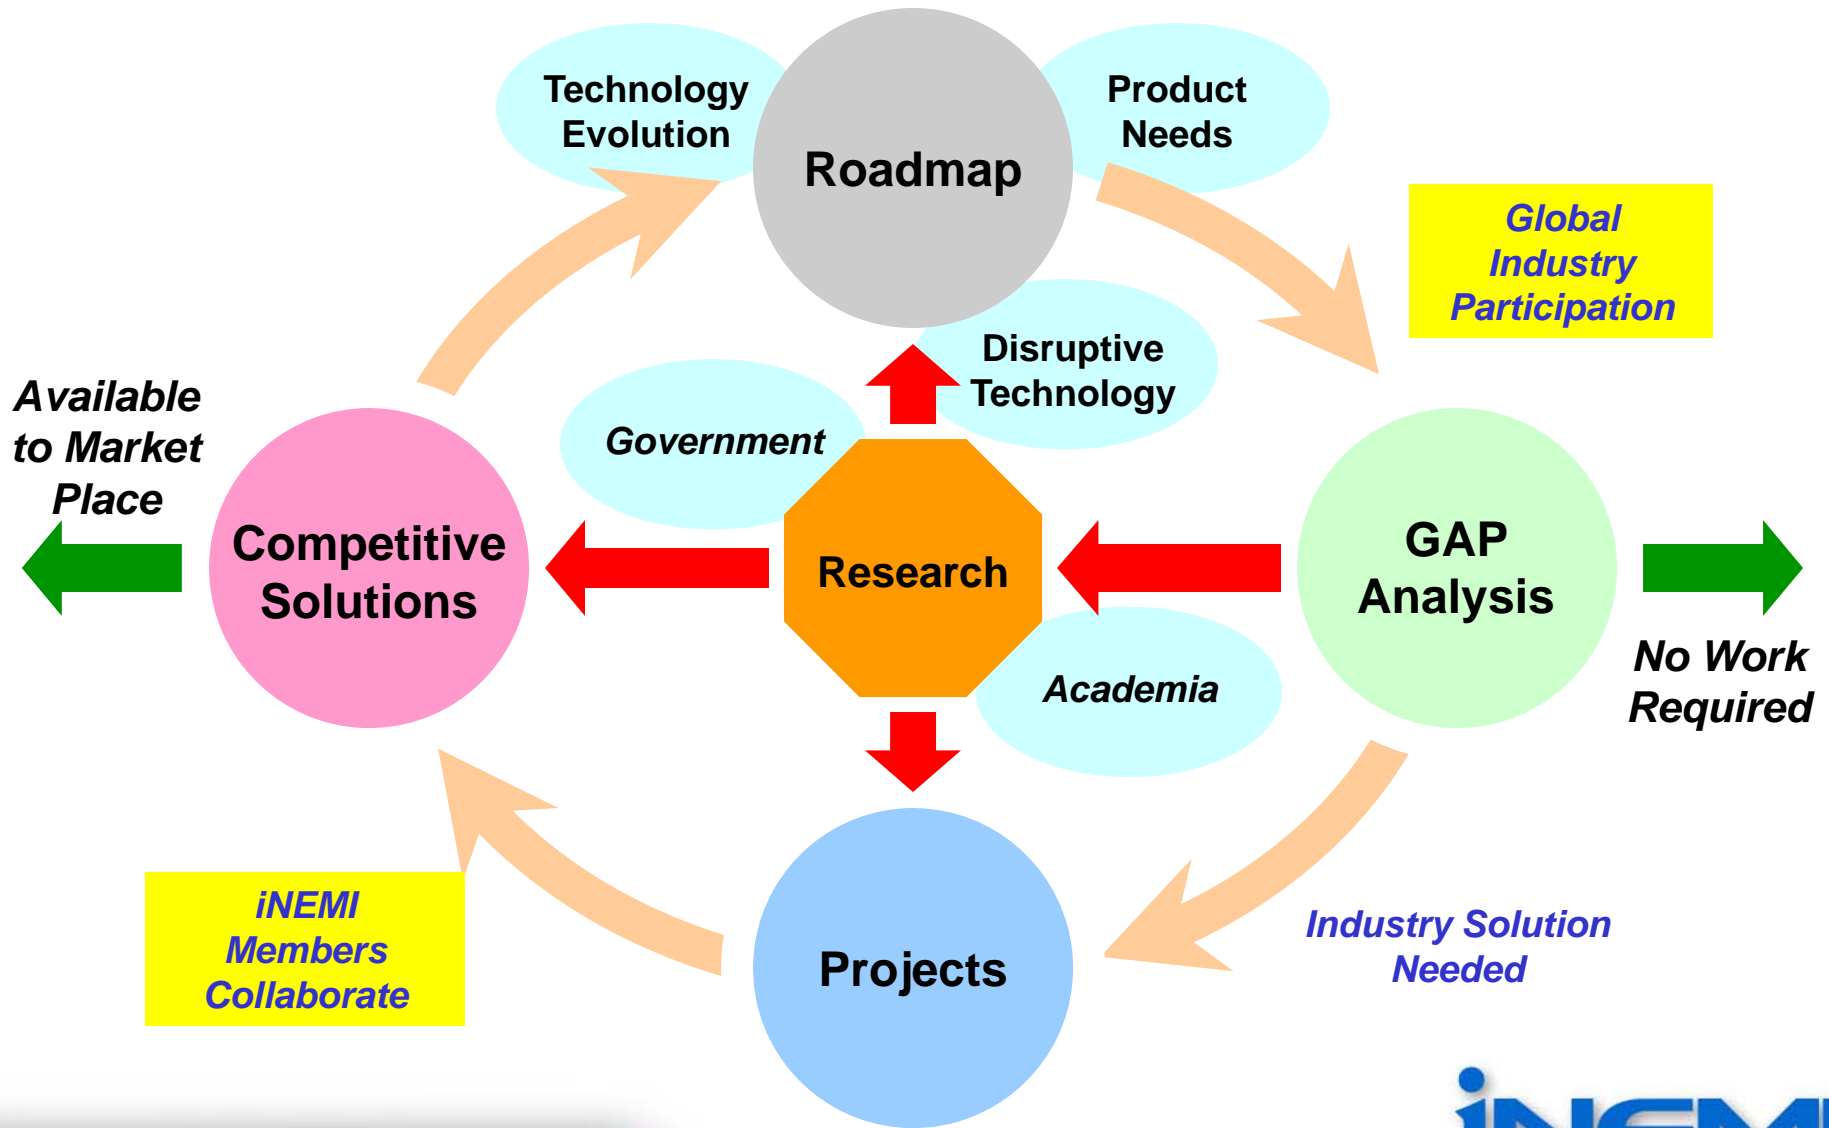 Technology
Evolution
Product
Needs
Roadmap
Global
Industry
Participation
Disruptive
Technology
Available
to Market
Place
Government
Competitive
Solutions
Research
GAP
Analysis
No Work
Required
Academia
iNEMI
Members
Collaborate
Projects
Industry Solution
Needed
iNEMI